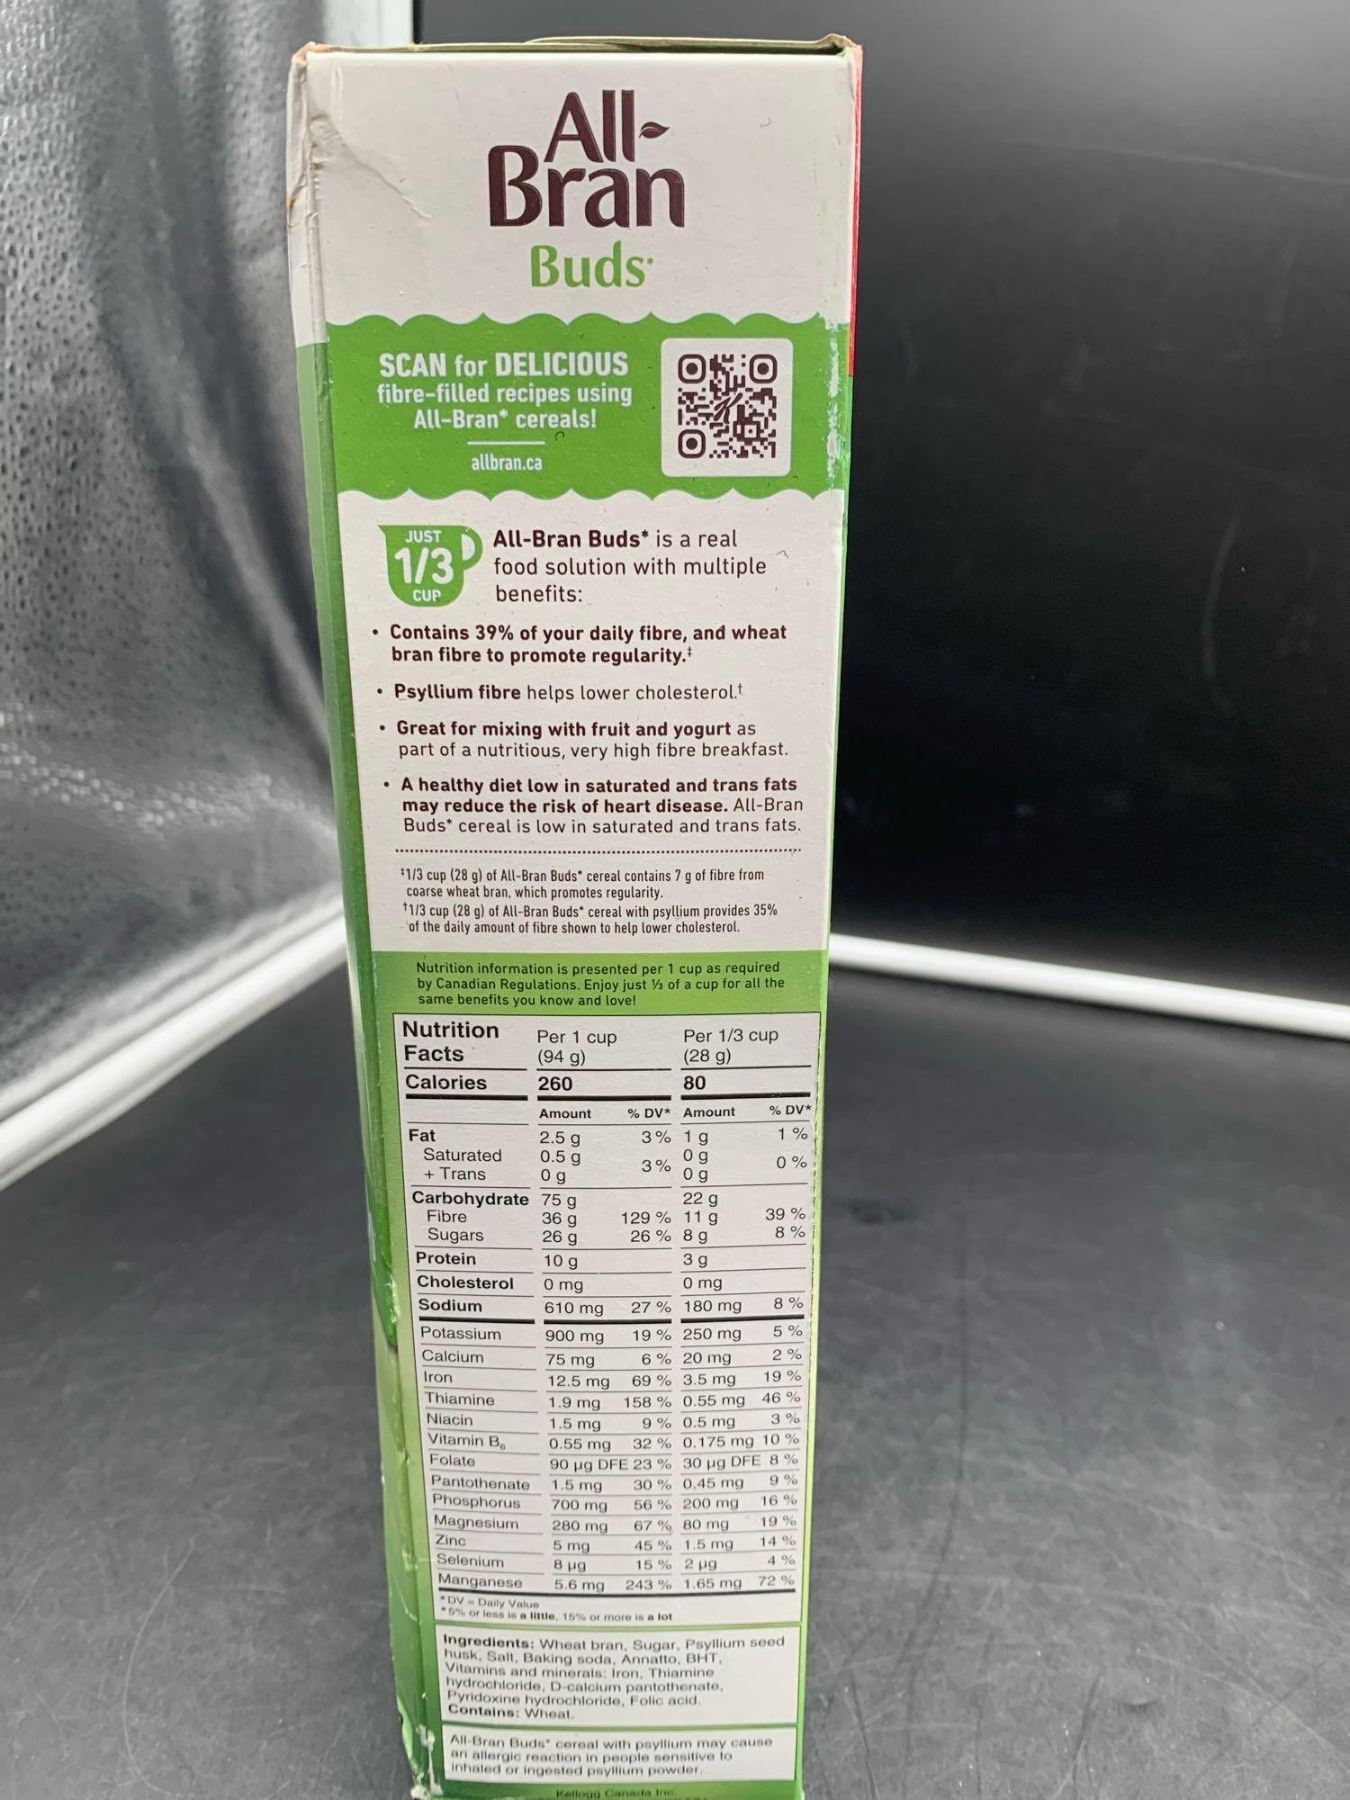 All-
Bran
Buds*
SCAN for DELICIOUS
fibre-filled recipes using
All-Bran* cereals!
allbran.ca
JUST
1/3
CUP
All-Bran Buds* is a real
food solution with multiple
benefits:
• Contains 39% of your daily fibre, and wheat
bran fibre to promote regularity.‡
• Psyllium fibre helps lower cholesterol.†
• Great for mixing with fruit and yogurt as
part of a nutritious, very high fibre breakfast.
• A healthy diet low in saturated and trans fats
may reduce the risk of heart disease. All-Bran
Buds* cereal is low in saturated and trans fats.
‡1/3 cup (28 g) of All-Bran Buds* cereal contains 7 g of fibre from
coarse wheat bran, which promotes regularity.
†1/3 cup (28 g) of All-Bran Buds* cereal with psyllium provides 35%
of the daily amount of fibre shown to help lower cholesterol.
Nutrition information is presented per 1 cup as required
by Canadian Regulations. Enjoy just ⅓ of a cup for all the
same benefits you know and love!
Nutrition Per 1 cup Per 1/3 cup
Facts (94 g) (28 g)
Calories 260 80
Amount % DV* Amount % DV*
Fat 2.5 g 3 % 1 g 1 %
Saturated 0.5 g 3 % 0 g 0 %
+ Trans 0 g 0 g
Carbohydrate 75 g 22 g
Fibre 36 g 129 % 11 g 39 %
Sugars 26 g 26 % 8 g 8 %
Protein 10 g 3 g
Cholesterol 0 mg 0 mg
Sodium 610 mg 27 % 180 mg 8 %
Potassium 900 mg 19 % 250 mg 5 %
Calcium 75 mg 6 % 20 mg 2 %
Iron 12.5 mg 69 % 3.5 mg 19 %
Thiamine 1.9 mg 158 % 0.55 mg 46 %
Niacin 1.5 mg 9 % 0.5 mg 3 %
Vitamin B₆ 0.55 mg 32 % 0.175 mg 10 %
Folate 90 µg DFE 23 % 30 µg DFE 8 %
Pantothenate 1.5 mg 30 % 0.45 mg 9 %
Phosphorus 700 mg 56 % 200 mg 16 %
Magnesium 280 mg 67 % 80 mg 19 %
Zinc 5 mg 45 % 1.5 mg 14 %
Selenium 8 µg 15 % 2 µg 4 %
Manganese 5.6 mg 243 % 1.65 mg 72 %
*DV = Daily Value
*5% or less is a little, 15% or more is a lot
Ingredients: Wheat bran, Sugar, Psyllium seed
husk, Salt, Baking soda, Annatto, BHT,
Vitamins and minerals: Iron, Thiamine
hydrochloride, D-calcium pantothenate,
Pyridoxine hydrochloride, Folic acid.
Contains: Wheat.
All-Bran Buds* cereal with psyllium may cause
an allergic reaction in people sensitive to
inhaled or ingested psyllium powder.
Kellogg Canada Inc.